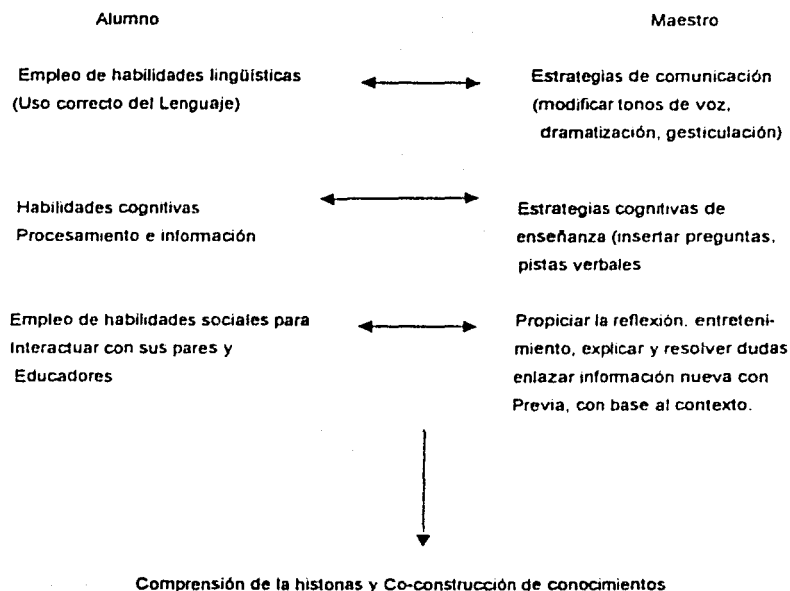 Alumno
Maestro
Empleo de habilidades lingüísticas
(Uso correcto del Lenguaje)
Estrategias de comunicación
(modificar tonos de voz,
dramatización, gesticulación)
Habilidades cognitivas
Procesamiento e información
Estrategias cognitivas de
enseñanza (insertar preguntas,
pistas verbales
Empleo de habilidades sociales para
Interactuar con sus pares y
Educadores
Propiciar la reflexión. entreteni-
miento, explicar y resolver dudas
enlazar información nueva con
Previa, con base al contexto.
Comprensión de la historias y Co-construcción de conocimientos